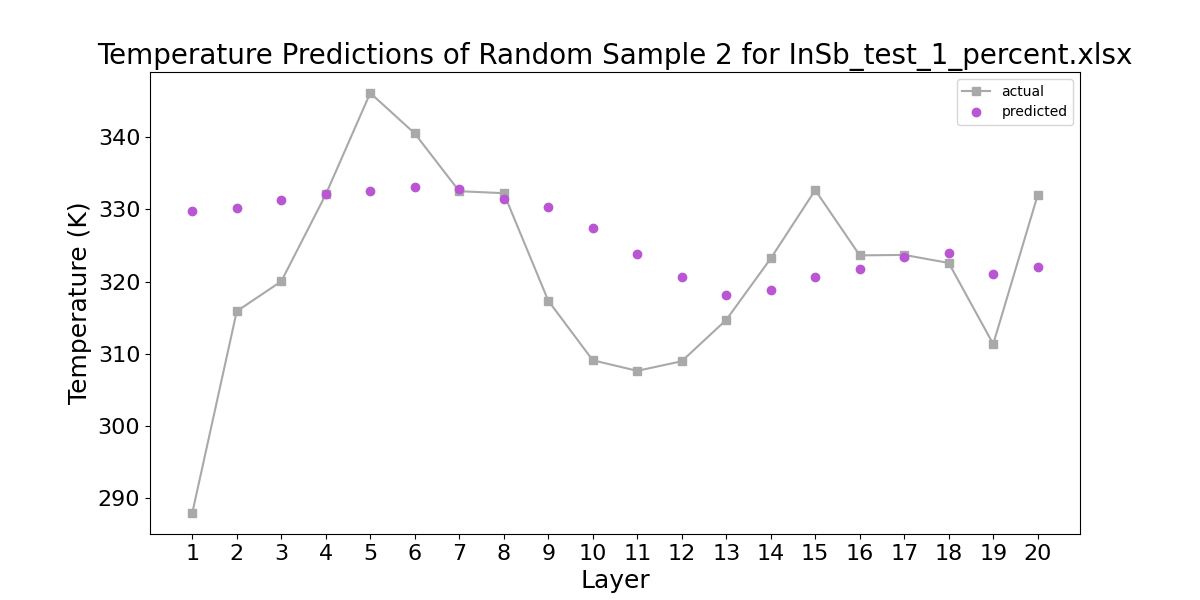 Temperature Predictions of Random Sample 2 for InSb_test_1_percent.xlsx
actual
predicted
Temperature (K)
340
330
320
310
300
290
1 2 3 4 5 6 7 8 9 10 11 12 13 14 15 16 17 18 19 20
Layer